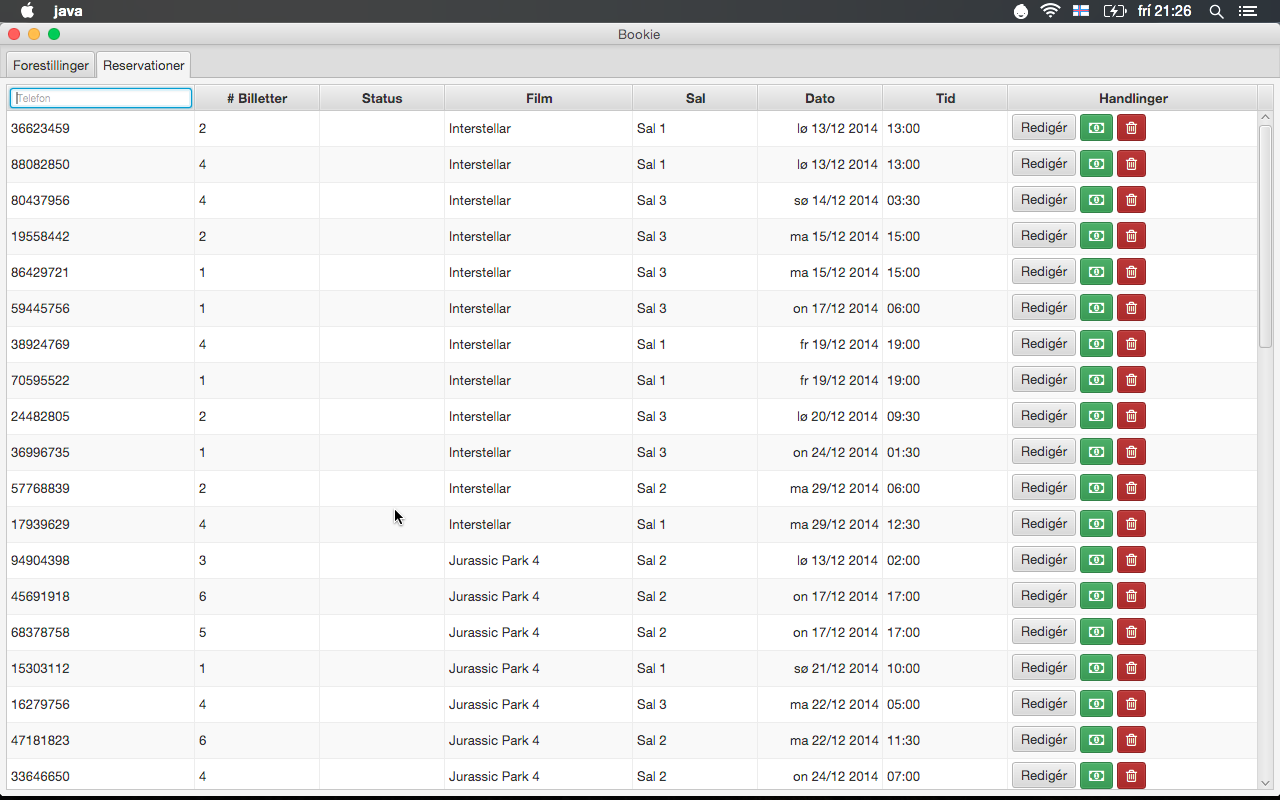 java frí 21:26
Bookie
Forestillinger Reservationer
Telefon # Billetter Status Film Sal Dato Tid Handlinger
36623459 2 Interstellar Sal 1 lø 13/12 2014 13:00 Redigér
88082850 4 Interstellar Sal 1 lø 13/12 2014 13:00 Redigér
80437956 4 Interstellar Sal 3 sø 14/12 2014 03:30 Redigér
19558442 2 Interstellar Sal 3 ma 15/12 2014 15:00 Redigér
86429721 1 Interstellar Sal 3 ma 15/12 2014 15:00 Redigér
59445756 1 Interstellar Sal 3 on 17/12 2014 06:00 Redigér
38924769 4 Interstellar Sal 1 fr 19/12 2014 19:00 Redigér
70595522 1 Interstellar Sal 1 fr 19/12 2014 19:00 Redigér
24482805 2 Interstellar Sal 3 lø 20/12 2014 09:30 Redigér
36996735 1 Interstellar Sal 3 on 24/12 2014 01:30 Redigér
57768839 2 Interstellar Sal 2 ma 29/12 2014 06:00 Redigér
17939629 4 Interstellar Sal 1 ma 29/12 2014 12:30 Redigér
94904398 3 Jurassic Park 4 Sal 2 lø 13/12 2014 02:00 Redigér
45691918 6 Jurassic Park 4 Sal 2 on 17/12 2014 17:00 Redigér
68378758 5 Jurassic Park 4 Sal 2 on 17/12 2014 17:00 Redigér
15303112 1 Jurassic Park 4 Sal 1 sø 21/12 2014 10:00 Redigér
16279756 4 Jurassic Park 4 Sal 3 ma 22/12 2014 05:00 Redigér
47181823 6 Jurassic Park 4 Sal 2 ma 22/12 2014 11:30 Redigér
33646650 4 Jurassic Park 4 Sal 2 on 24/12 2014 07:00 Redigér